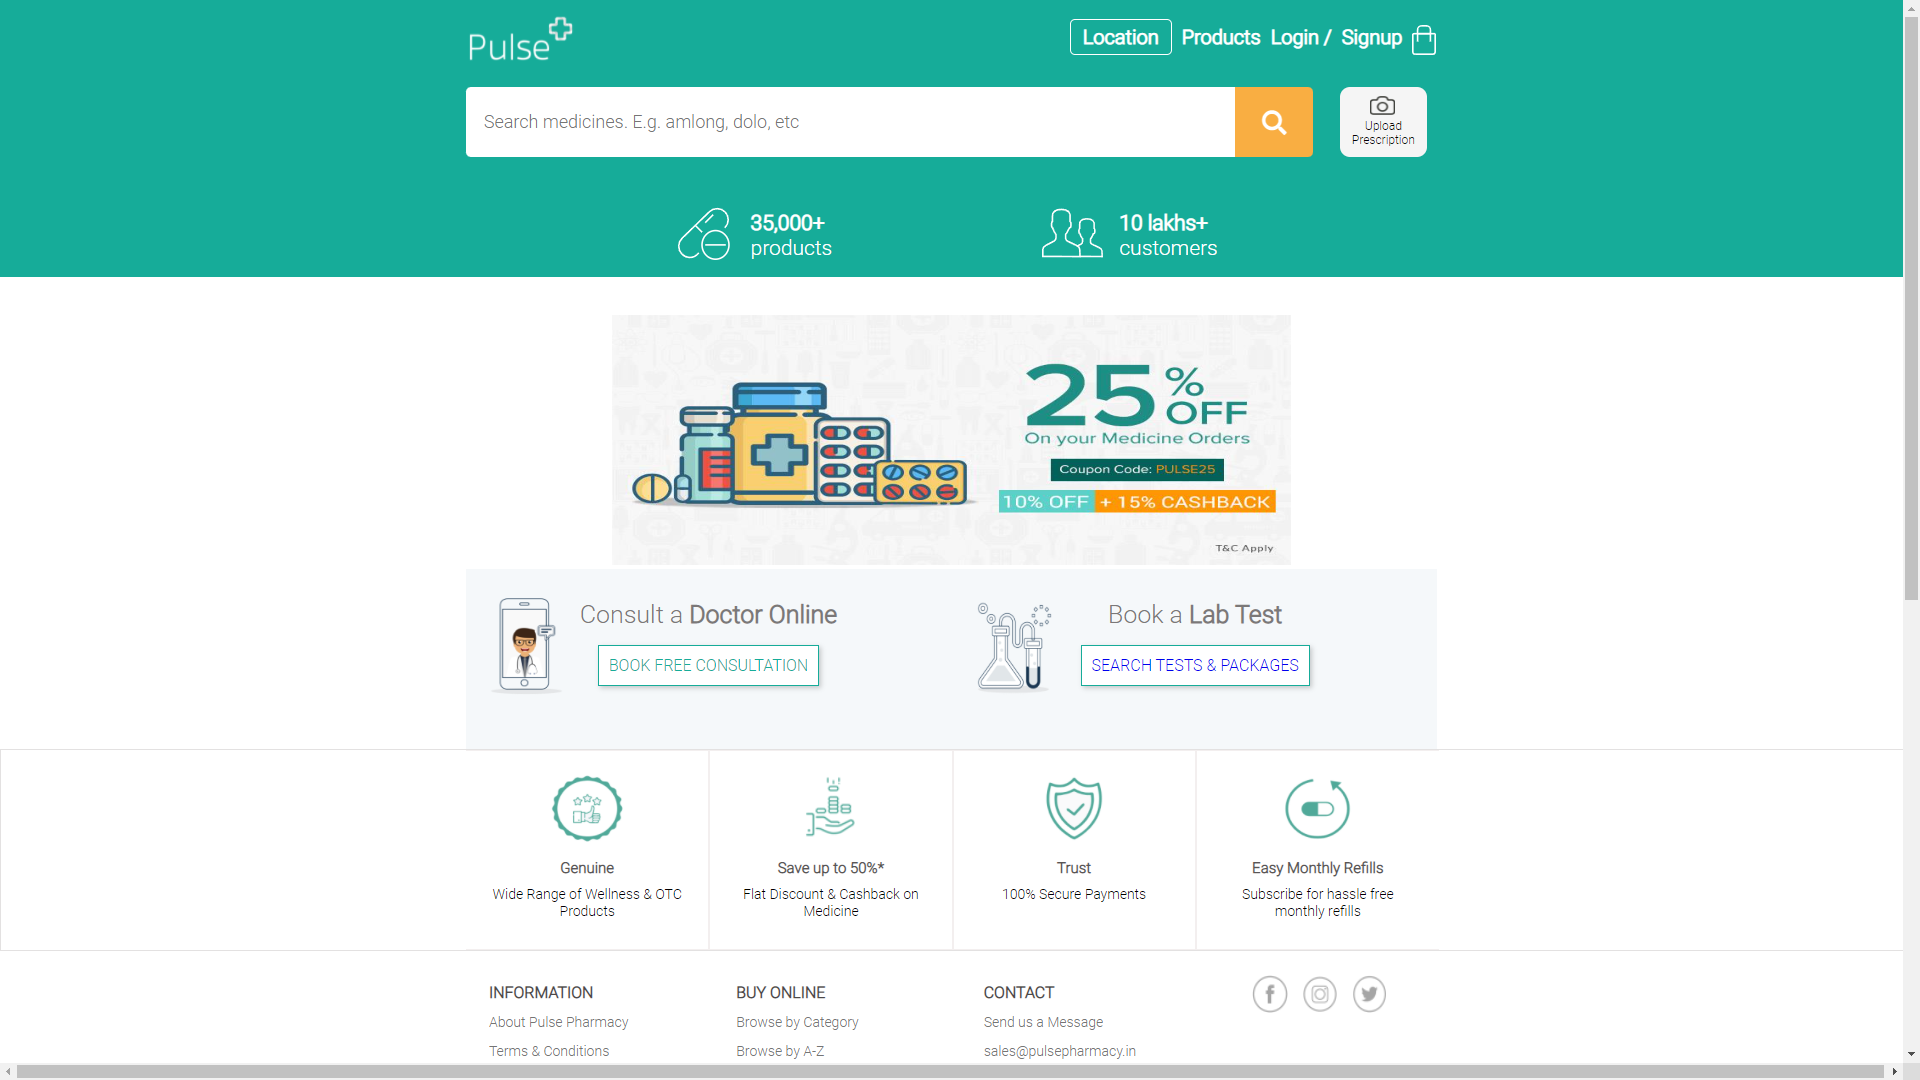 Pulse
Location
Products
Login /
Signup
Search medicines. E.g. amlong, dolo, etc
Upload
Prescription
35,000+
products
10 lakhs+
customers
25% OFF
On your Medicine Orders
Coupon Code: PULSE25
10% OFF + 15% CASHBACK
T&C Apply
Consult a Doctor Online
BOOK FREE CONSULTATION
Book a Lab Test
SEARCH TESTS & PACKAGES
Genuine
Wide Range of Wellness & OTC
Products
Save up to 50%*
Flat Discount & Cashback on
Medicine
Trust
100% Secure Payments
Easy Monthly Refills
Subscribe for hassle free
monthly refills
INFORMATION
About Pulse Pharmacy
Terms & Conditions
BUY ONLINE
Browse by Category
Browse by A-Z
CONTACT
Send us a Message
sales@pulsepharmacy.in